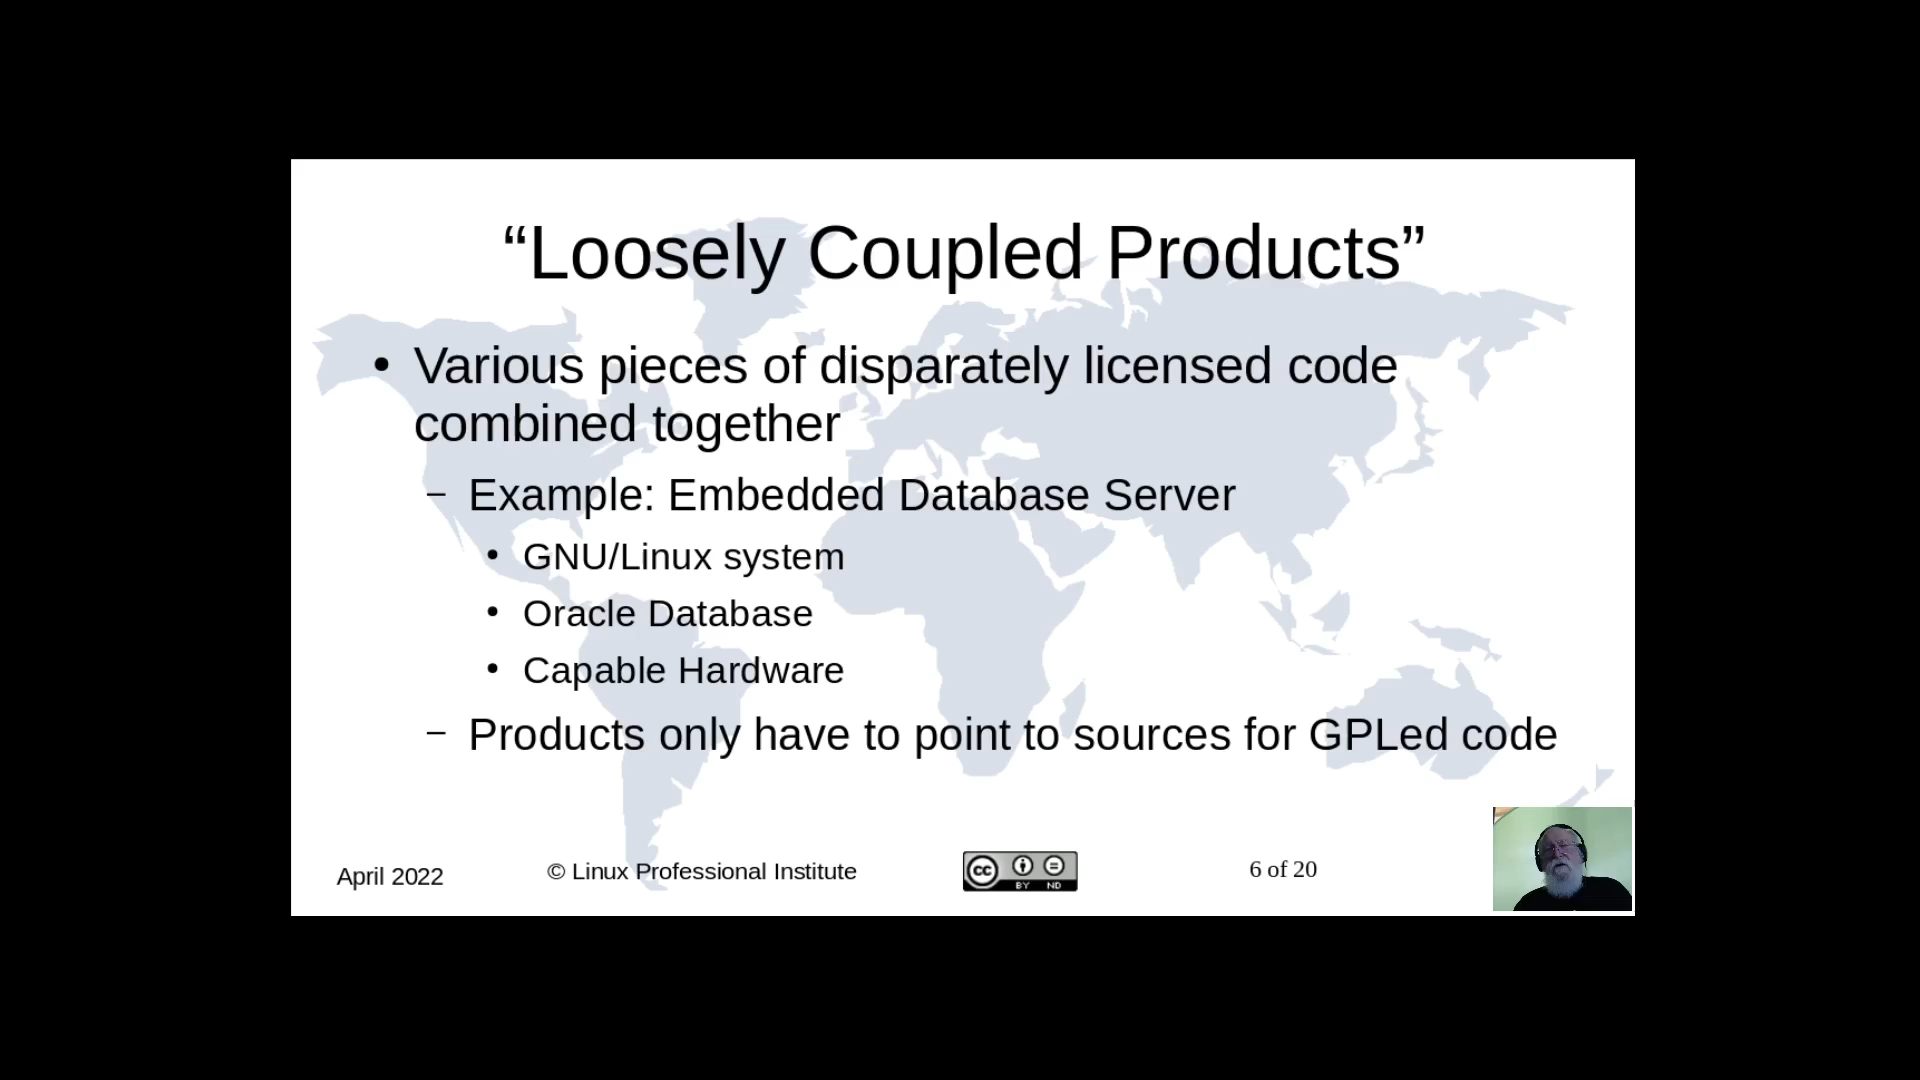 “Loosely Coupled Products”
• Various pieces of disparately licensed code
combined together
– Example: Embedded Database Server
• GNU/Linux system
• Oracle Database
• Capable Hardware
– Products only have to point to sources for GPLed code
April 2022
© Linux Professional Institute
cc BY ND
6 of 20